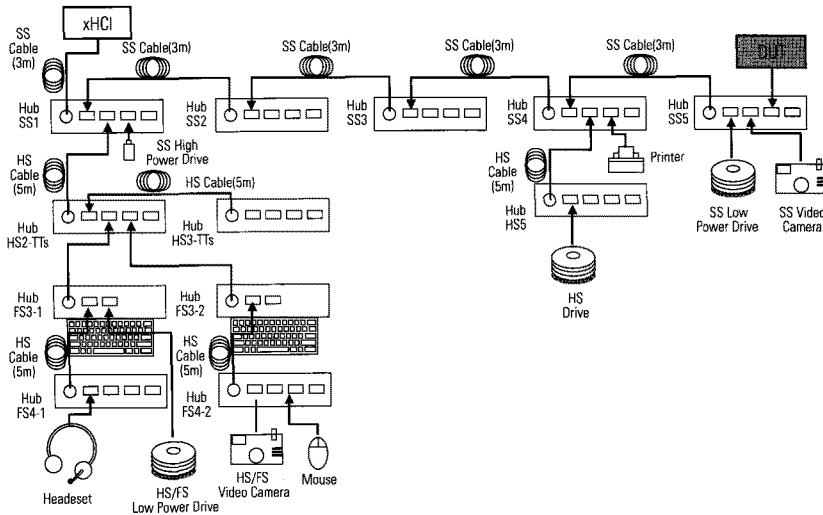 xHCI
SS
Cable
(3m)
SS Cable(3m)
SS Cable(3m)
SS Cable(3m)
SS Cable(3m)
DUT
Hub
SS1
Hub
SS2
Hub
SS3
Hub
SS4
Hub
SS5
SS High
Power Drive
HS
Cable
(5m)
HS Cable(5m)
HS
Cable
(5m)
Printer
Hub
HS2-TTs
Hub
HS3-TTs
Hub
HS5
SS Low
Power Drive
SS Video
Camera
HS
Drive
Hub
FS3-1
Hub
FS3-2
HS
Cable
(5m)
HS
Cable
(5m)
Hub
FS4-1
Hub
FS4-2
Headeset
HS/FS
Low Power Drive
HS/FS
Video Camera
Mouse